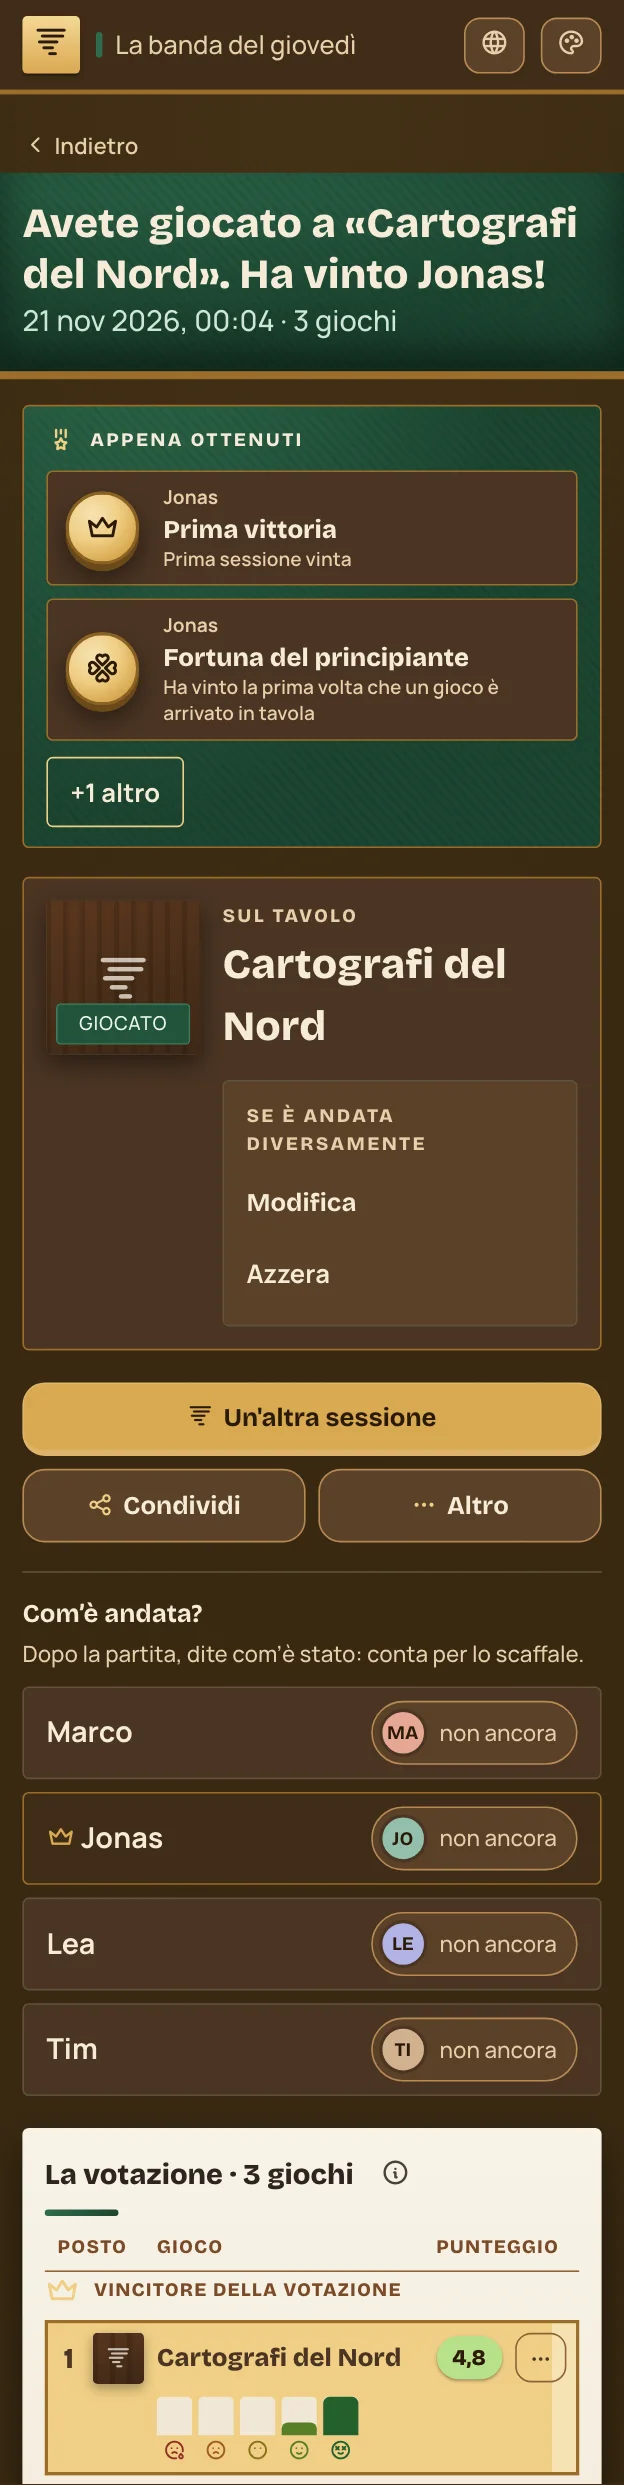 La banda del giovedì
Indietro
Avete giocato a «Cartografi
del Nord». Ha vinto Jonas!
21 nov 2026, 00:04 · 3 giochi
APPENA OTTENUTI
Jonas
Prima vittoria
Prima sessione vinta
Jonas
Fortuna del principiante
Ha vinto la prima volta che un gioco è
arrivato in tavola
+1 altro
GIOCATO
SUL TAVOLO
Cartografi del
Nord
SE È ANDATA
DIVERSAMENTE
Modifica
Azzera
Un'altra sessione
Condividi
Altro
Com'è andata?
Dopo la partita, dite com'è stato: conta per lo scaffale.
Marco
MA non ancora
Jonas
JO non ancora
Lea
LE non ancora
Tim
TI non ancora
La votazione · 3 giochi
POSTO GIOCO PUNTEGGIO
VINCITORE DELLA VOTAZIONE
1 Cartografi del Nord 4,8